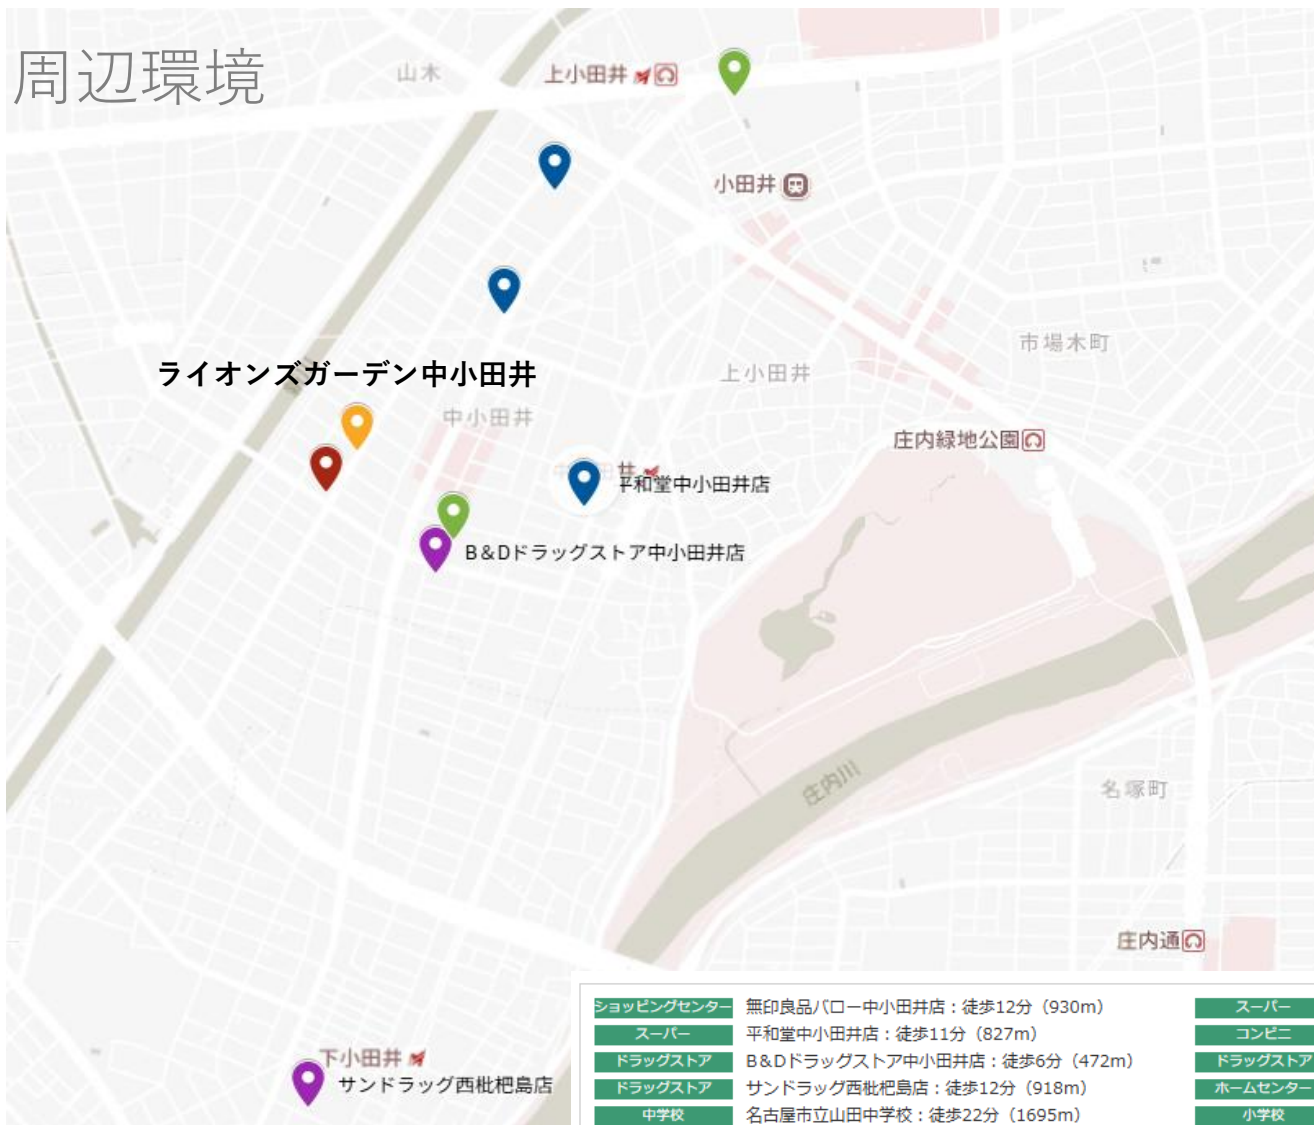 周辺環境
山木
上小田井
小田井
市場木町
ライオンズガーデン中小田井
上小田井
中小田井
庄内緑地公園
井
平和堂中小田井店
B&Dドラッグストア中小田井店
庄内川
名塚町
庄内通
下小田井
サンドラッグ西枇杷島店
ショッピングセンター 無印良品バロー中小田井店:徒歩12分(930m) スーパー
スーパー 平和堂中小田井店:徒歩11分(827m) コンビニ
ドラッグストア B&Dドラッグストア中小田井店:徒歩6分(472m) ドラッグストア
ドラッグストア サンドラッグ西枇杷島店:徒歩12分(918m) ホームセンター
中学校 名古屋市立山田中学校:徒歩22分(1695m) 小学校